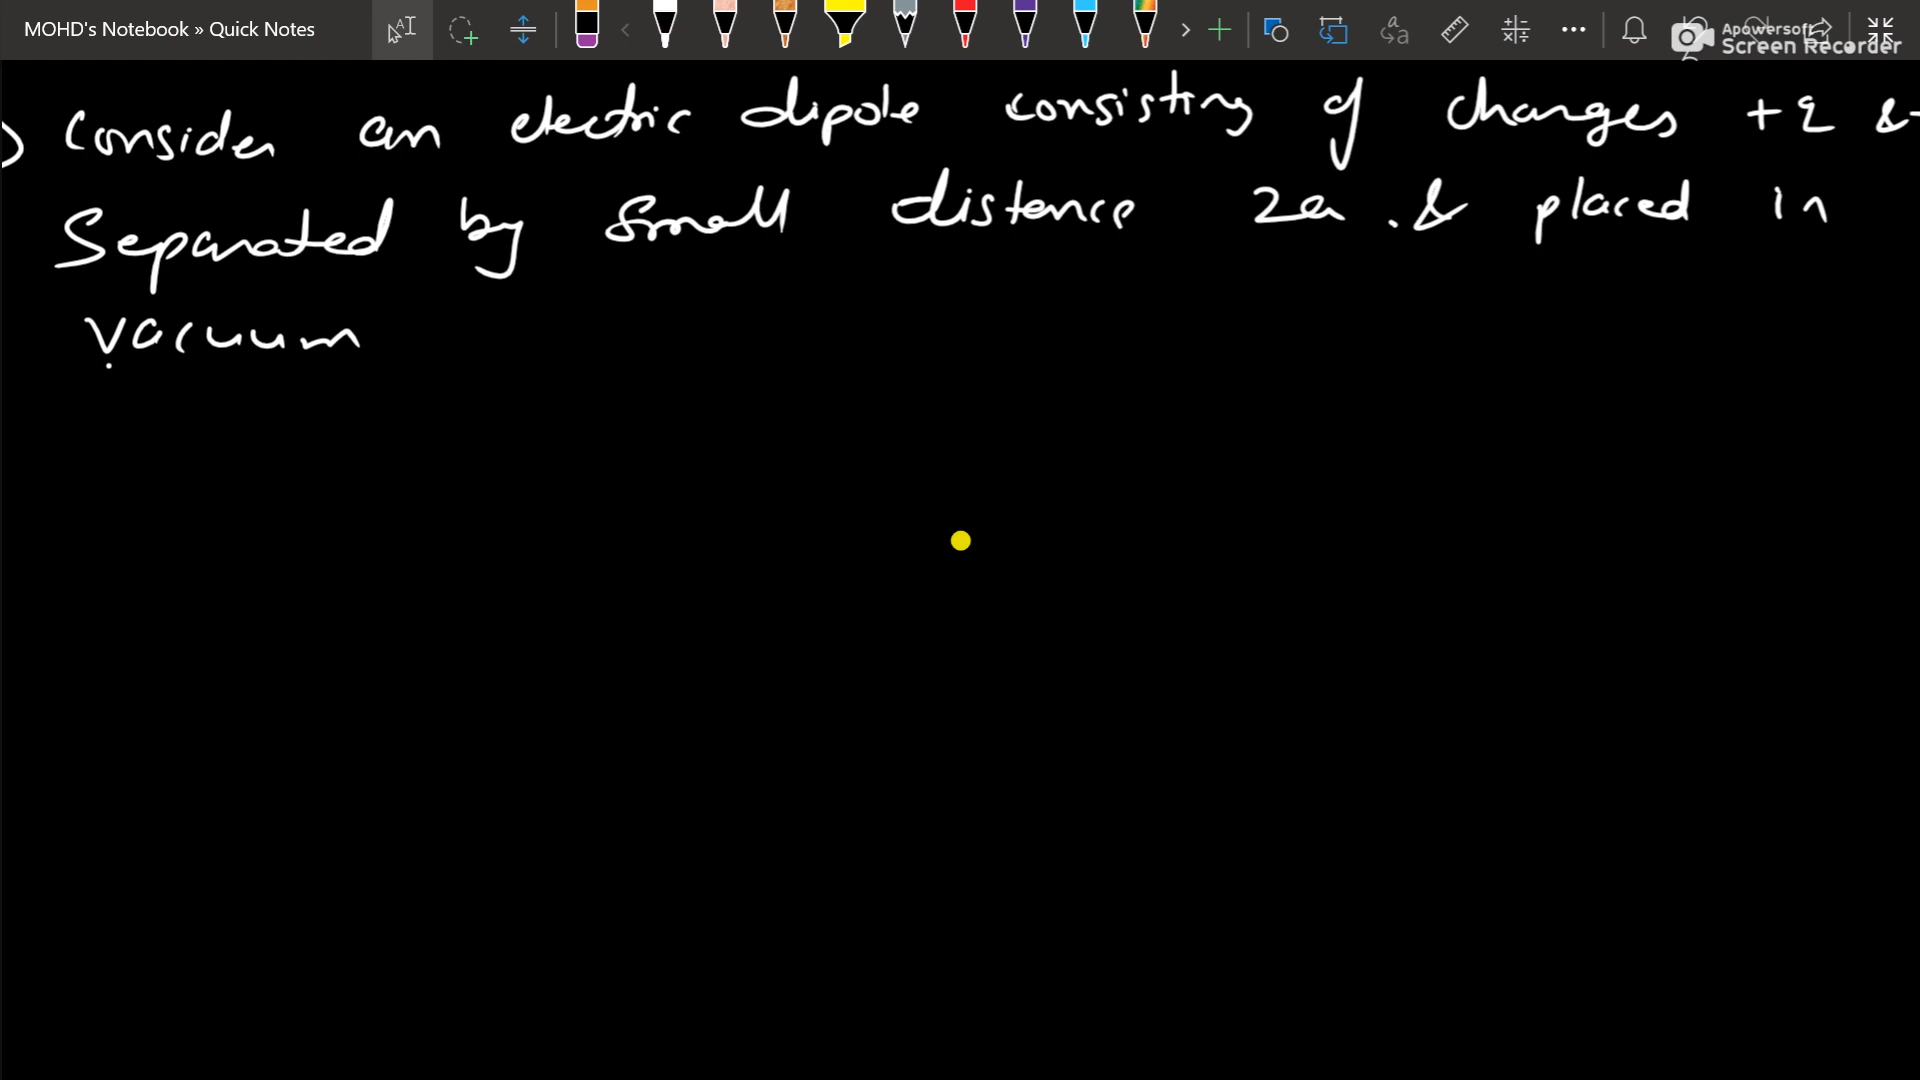 MOHD's Notebook » Quick Notes
Apowersoft
Screen Recorder
) Consider an electric dipole consisting of charges +q &-
Separated by small distance 2a. & placed in
vacuum